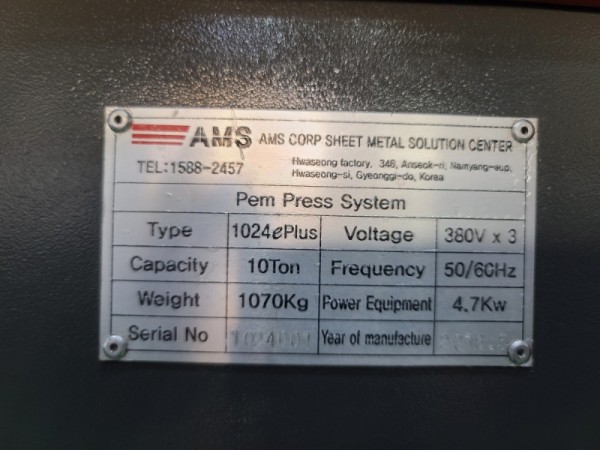 AMS AMS CORP SHEET METAL SOLUTION CENTER
TEL:1588-2457
Hwaseong factory. 346, Anseok-ri, Namyang-eup,
Hwaseong-si, Gyeonggi-do, Korea
Pem Press System
Type 1024ePlus Voltage 380V x 3
Capacity 10Ton Frequency 50/60Hz
Weight 1070Kg Power Equipment 4.7Kw
Serial No Year of manufacture